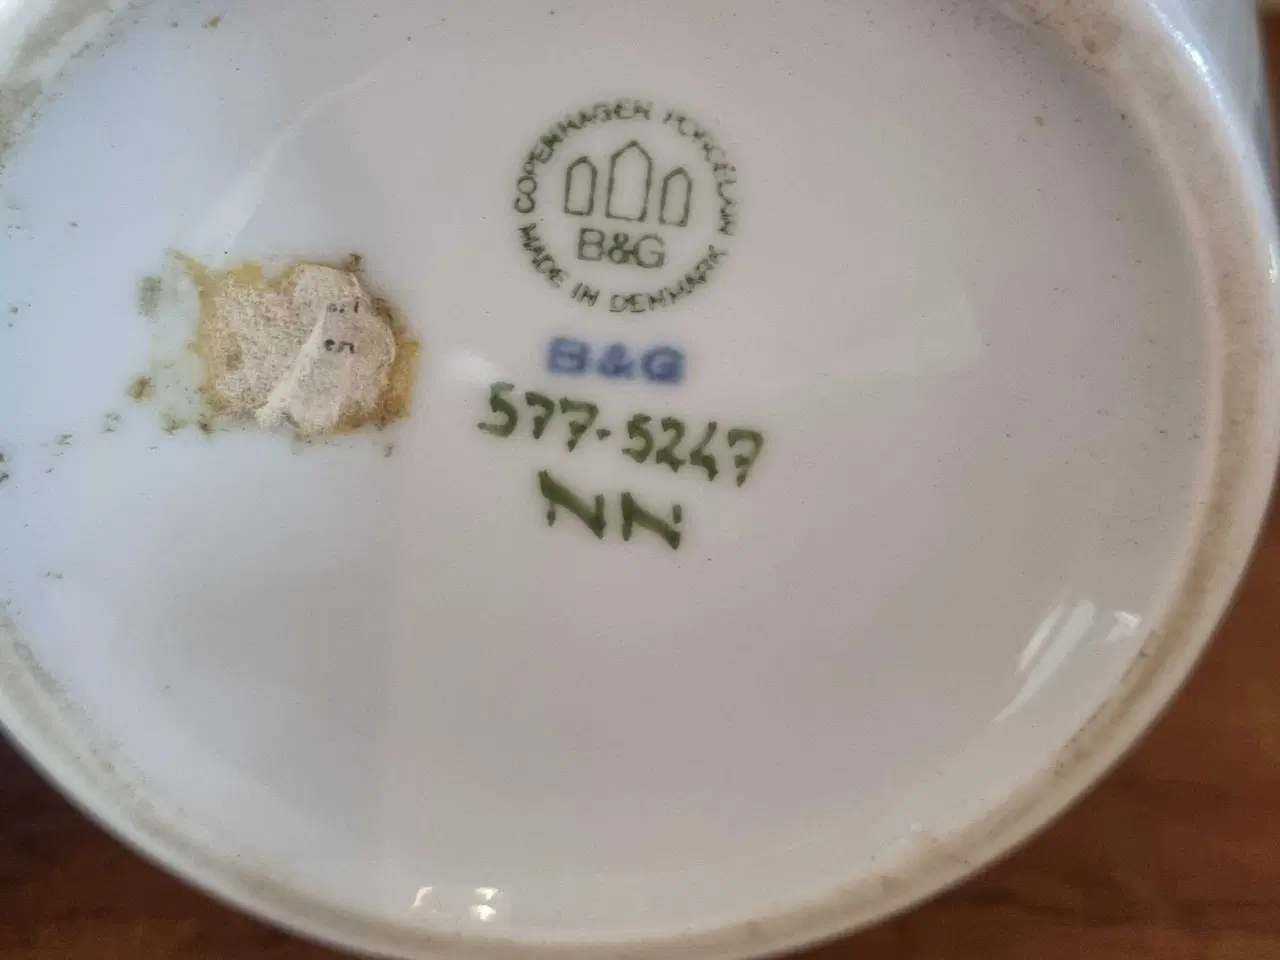 COPENHAGEN PORCELAIN
B&G
MADE IN DENMARK
B&G
577-5247
NN